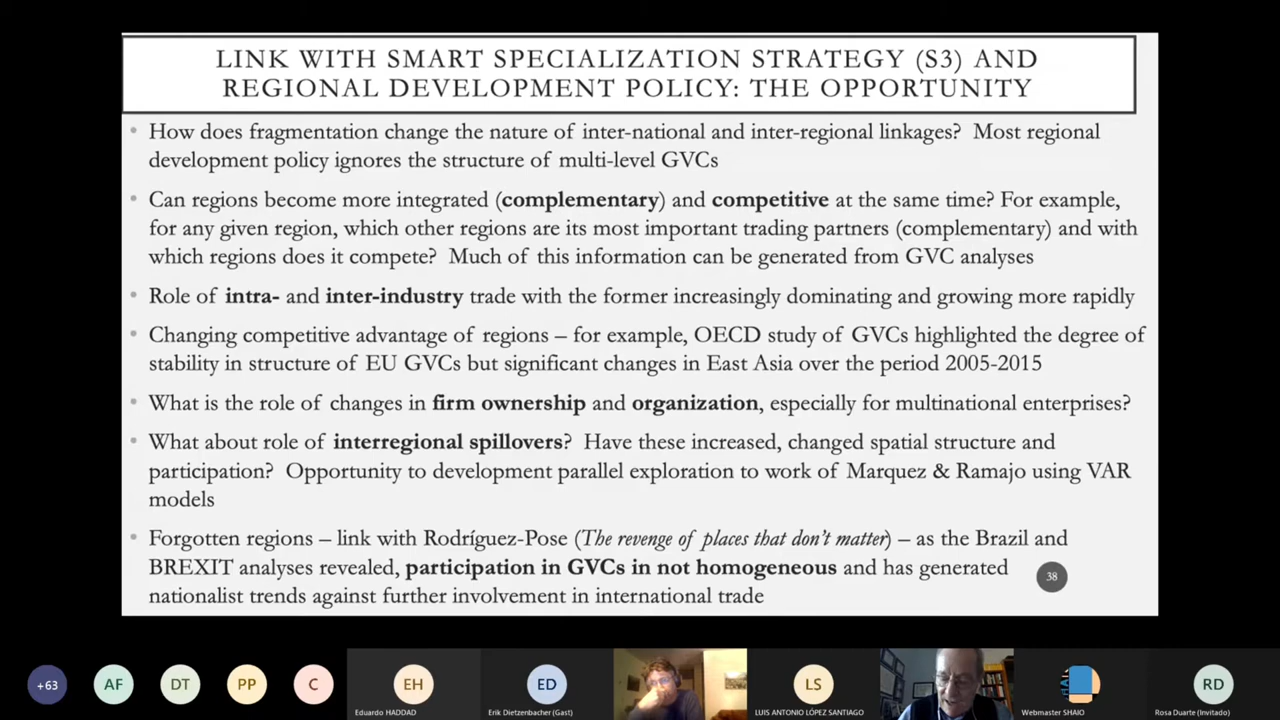 LINK WITH SMART SPECIALIZATION STRATEGY (S3) AND
REGIONAL DEVELOPMENT POLICY: THE OPPORTUNITY
• How does fragmentation change the nature of inter-national and inter-regional linkages? Most regional
development policy ignores the structure of multi-level GVCs
• Can regions become more integrated (complementary) and competitive at the same time? For example,
for any given region, which other regions are its most important trading partners (complementary) and with
which regions does it compete? Much of this information can be generated from GVC analyses
• Role of intra- and inter-industry trade with the former increasingly dominating and growing more rapidly
• Changing competitive advantage of regions – for example, OECD study of GVCs highlighted the degree of
stability in structure of EU GVCs but significant changes in East Asia over the period 2005-2015
• What is the role of changes in firm ownership and organization, especially for multinational enterprises?
• What about role of interregional spillovers? Have these increased, changed spatial structure and
participation? Opportunity to development parallel exploration to work of Marquez & Ramajo using VAR
models
• Forgotten regions – link with Rodríguez-Pose (The revenge of places that don't matter) – as the Brazil and
BREXIT analyses revealed, participation in GVCs in not homogeneous and has generated
nationalist trends against further involvement in international trade
38
+63
AF
DT
PP
C
EH
Eduardo HADDAD
ED
Erik Dietzenbacher (Gast)
LS
LUIS ANTONIO LÓPEZ SANTIAGO
Webmaster SHAIO
RD
Rosa Duarte (Invitado)